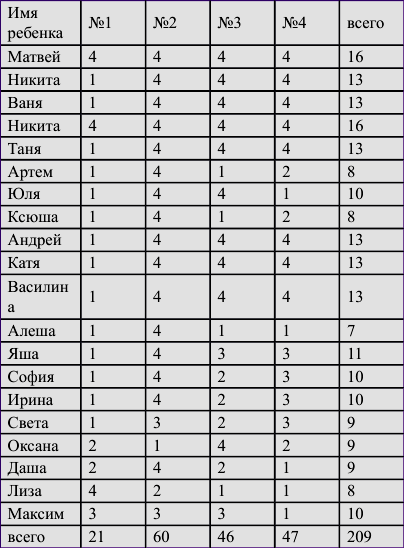 Имя ребенка №1 №2 №3 №4 всего
Матвей 4 4 4 4 16
Никита 1 4 4 4 13
Ваня 1 4 4 4 13
Никита 4 4 4 4 16
Таня 1 4 4 4 13
Артем 1 4 1 2 8
Юля 1 4 4 1 10
Ксюша 1 4 1 2 8
Андрей 1 4 4 4 13
Катя 1 4 4 4 13
Василина 1 4 4 4 13
Алеша 1 4 1 1 7
Яша 1 4 3 3 11
София 1 4 2 3 10
Ирина 1 4 2 3 10
Света 1 3 2 3 9
Оксана 2 1 4 2 9
Даша 2 4 2 1 9
Лиза 4 2 1 1 8
Максим 3 3 3 1 10
всего 21 60 46 47 209